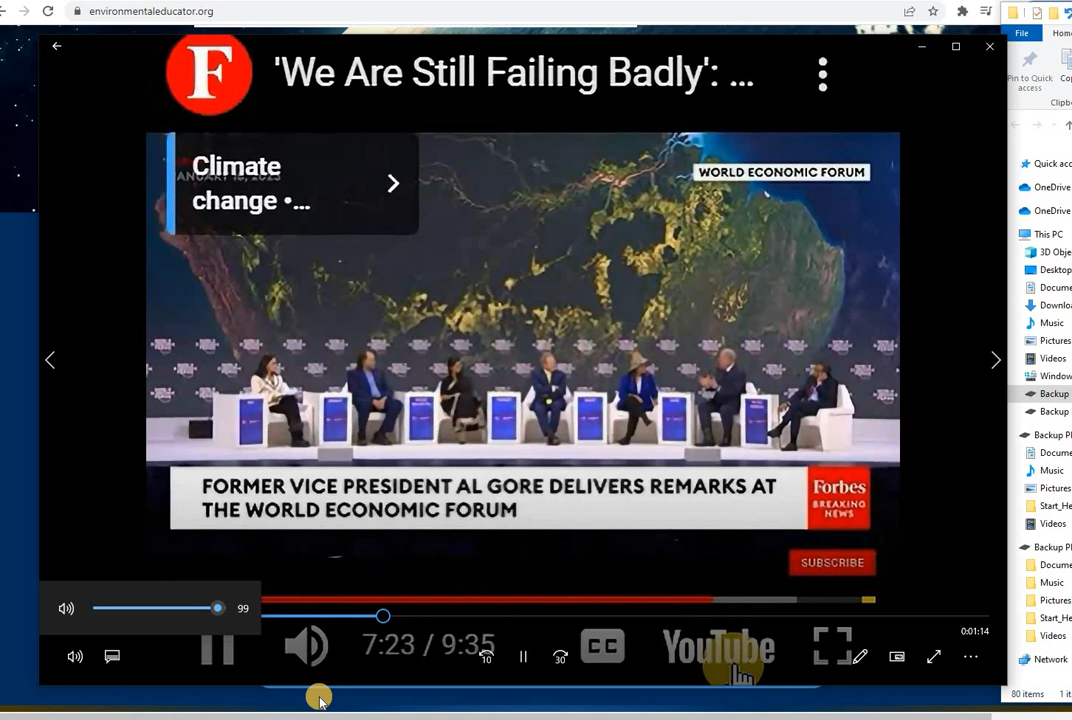 environmentaleducator.org
File
Home
F
'We Are Still Failing Badly': ...
Pin to Quick
access
Climate
change •...
WORLD ECONOMIC FORUM
Quick acc
OneDrive
OneDrive
This PC
3D Obje
Desktop
Docume
Downloa
Music
Pictures
Videos
Window
Backup
Backup
Backup Pl
Docume
Music
Pictures
Start_He
Videos
Backup Pl
Docume
Music
Pictures
Start_He
Videos
Network
80 items
1 it
FORMER VICE PRESIDENT AL GORE DELIVERS REMARKS AT
THE WORLD ECONOMIC FORUM
Forbes
BREAKING
NEWS
SUBSCRIBE
99
0:01:14
7:23 / 9:35
10
30
CC
YouTube